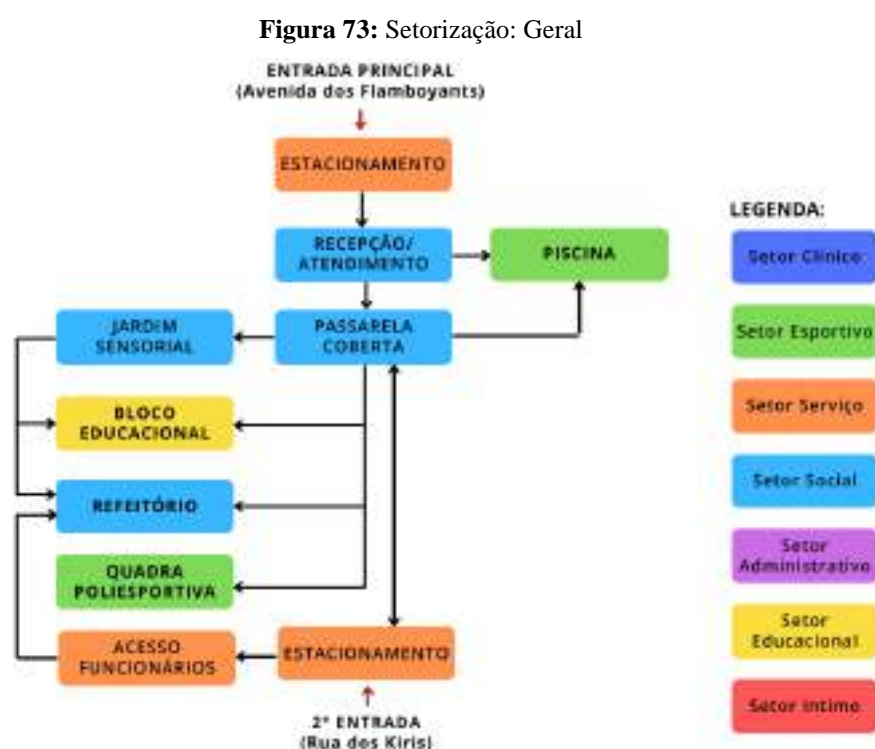 Figura 73: Setorização: Geral
ENTRADA PRINCIPAL
(Avenida dos Flamboyants)
ESTACIONAMENTO
RECEPÇÃO/
ATENDIMENTO
PISCINA
JARDIM
SENSORIAL
PASSARELA
COBERTA
BLOCO
EDUCACIONAL
REFEITÓRIO
QUADRA
POLIESPORTIVA
ACESSO
FUNCIONÁRIOS
ESTACIONAMENTO
2ª ENTRADA
(Rua dos Kiris)
LEGENDA:
Setor Clínico
Setor Esportivo
Setor Serviço
Setor Social
Setor
Administrativo
Setor
Educacional
Setor Íntimo